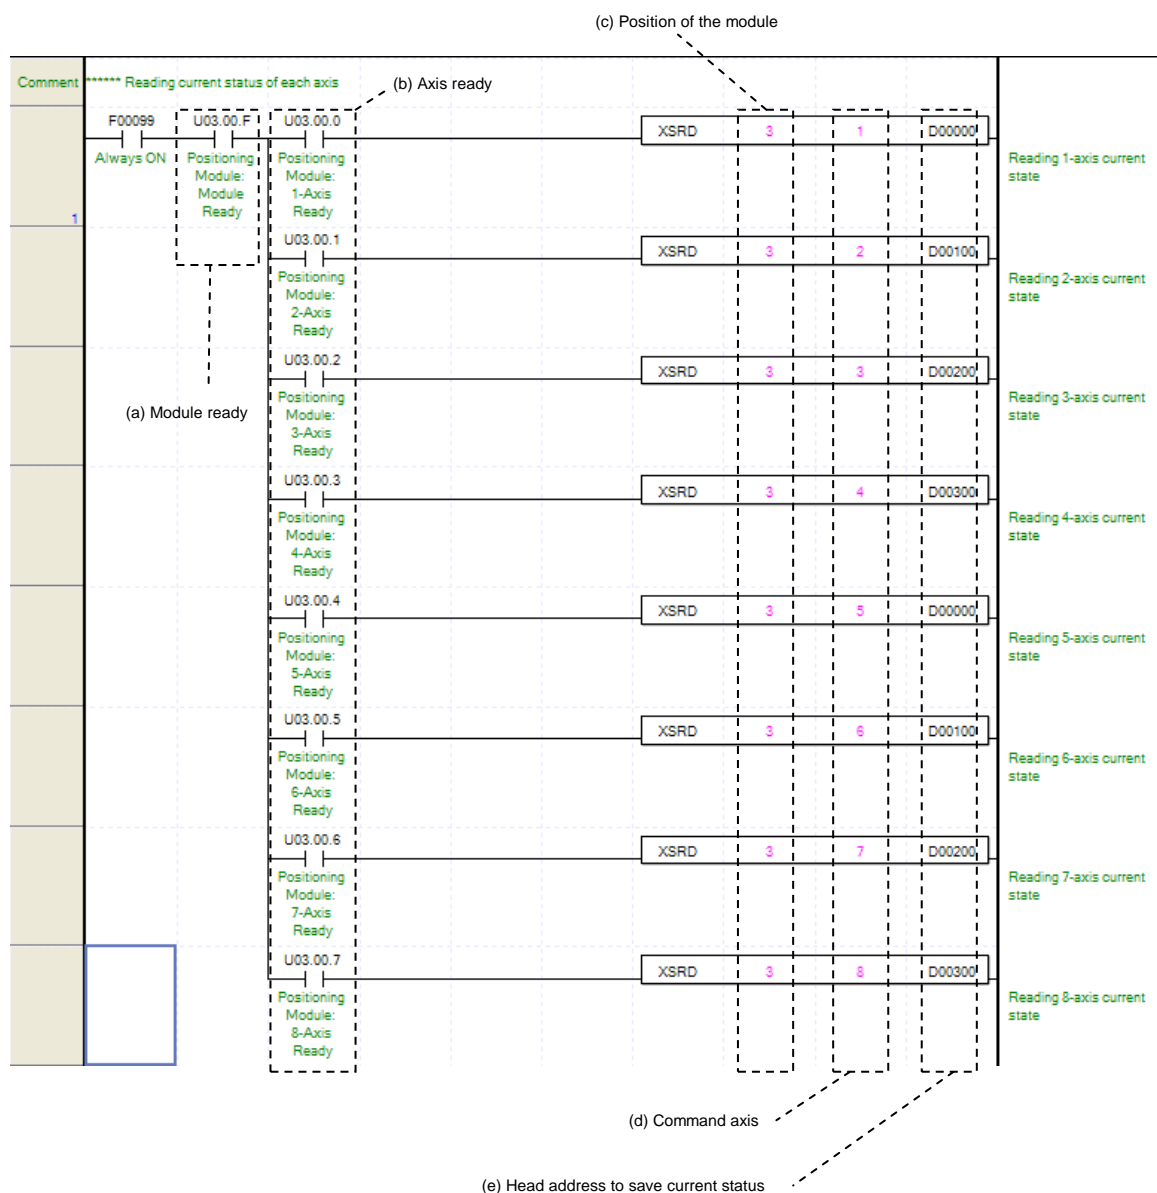 (c) Position of the module
Comment ****** Reading current status of each axis
(b) Axis ready
F00099 U03.00.F U03.00.0
XSRD 3 1 D00000
Always ON Positioning Positioning
Reading 1-axis current
Module: Module:
state
Module 1-Axis
Ready Ready
1
U03.00.1
XSRD 3 2 D00100
Positioning
Reading 2-axis current
Module:
state
2-Axis
Ready
U03.00.2
XSRD 3 3 D00200
Positioning
Reading 3-axis current
(a) Module ready
Module:
state
3-Axis
Ready
U03.00.3
XSRD 3 4 D00300
Positioning
Reading 4-axis current
Module:
state
4-Axis
Ready
U03.00.4
XSRD 3 5 D00000
Positioning
Reading 5-axis current
Module:
state
5-Axis
Ready
U03.00.5
XSRD 3 6 D00100
Positioning
Reading 6-axis current
Module:
state
6-Axis
Ready
U03.00.6
XSRD 3 7 D00200
Positioning
Reading 7-axis current
Module:
state
7-Axis
Ready
U03.00.7
XSRD 3 8 D00300
Positioning
Reading 8-axis current
Module:
state
8-Axis
Ready
(d) Command axis
(e) Head address to save current status